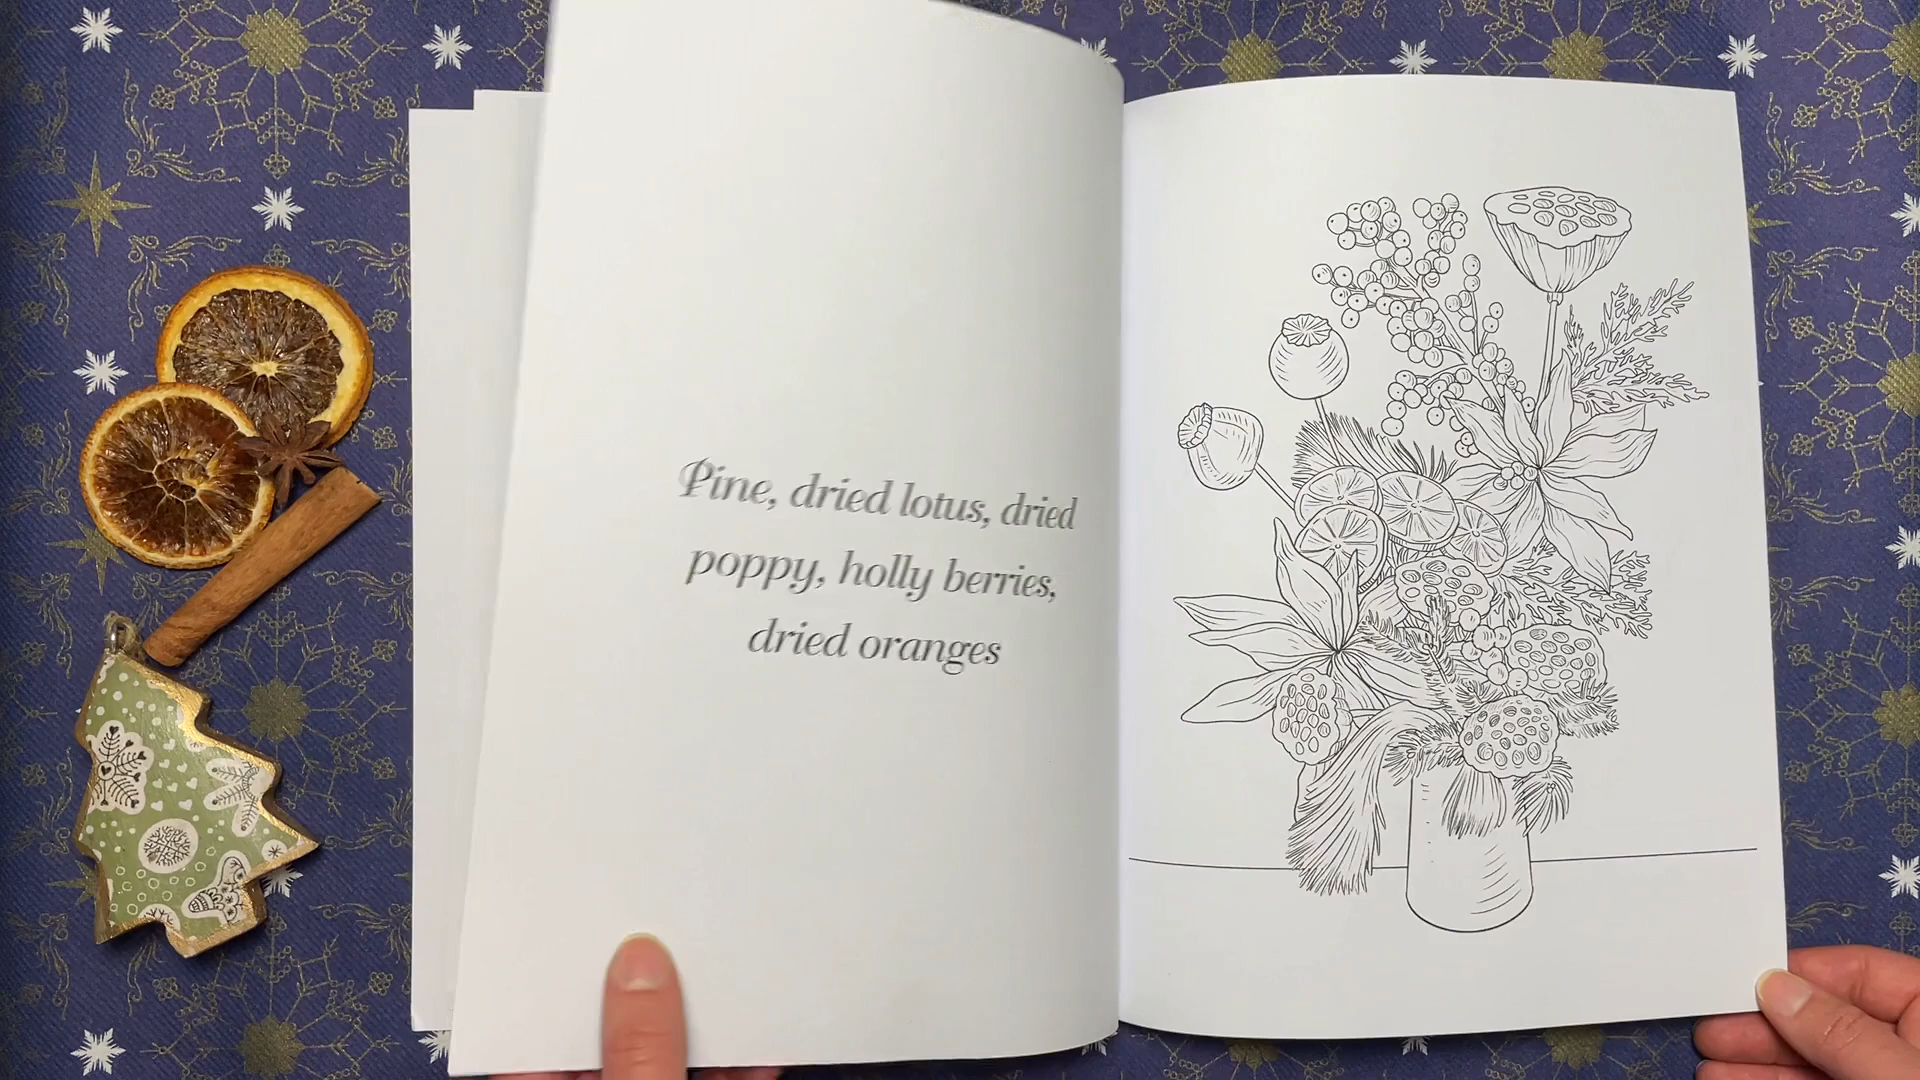 Pine, dried lotus, dried
poppy, holly berries,
dried oranges